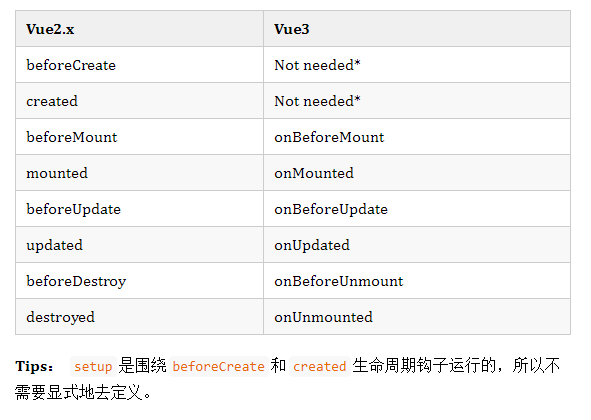 Vue2.x Vue3
beforeCreate Not needed*
created Not needed*
beforeMount onBeforeMount
mounted onMounted
beforeUpdate onBeforeUpdate
updated onUpdated
beforeDestroy onBeforeUnmount
destroyed onUnmounted
Tips： setup 是围绕 beforeCreate 和 created 生命周期钩子运行的，所以不
需要显式地去定义。